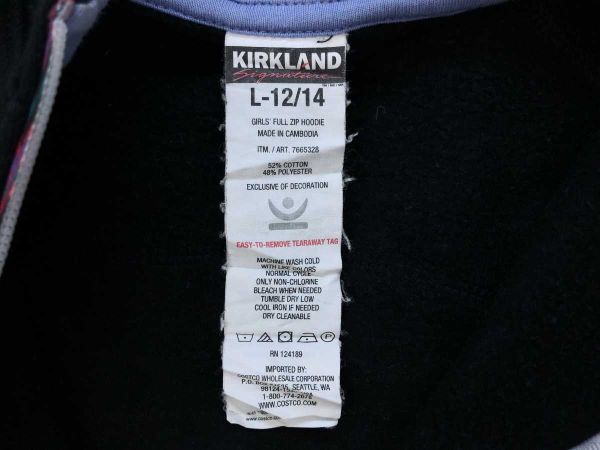 KIRKLAND
Signature
L-12/14
GIRLS' FULL ZIP HOODIE
MADE IN CAMBODIA
ITM. / ART. 7665328
52% COTTON
48% POLYESTER
EXCLUSIVE OF DECORATION
EASY-TO-REMOVE TEARAWAY TAG
MACHINE WASH COLD
WITH LIKE COLORS
NORMAL CYCLE
ONLY NON-CHLORINE
BLEACH WHEN NEEDED
TUMBLE DRY LOW
COOL IRON IF NEEDED
DRY CLEANABLE
RN 124189
IMPORTED BY:
COSTCO WHOLESALE CORPORATION
P.O. BOX
SEATTLE, WA
1-800-774-2678
WWW.COSTCO.COM